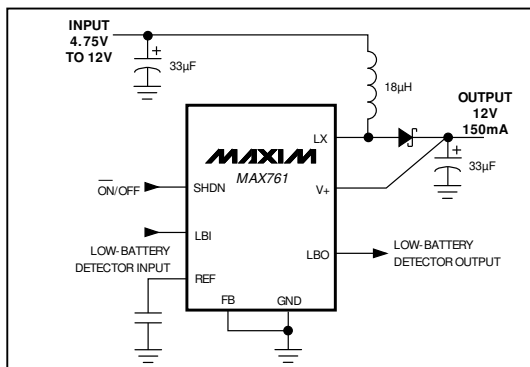 INPUT
4.75V
TO 12V
+
33µF
18µH
OUTPUT
12V
150mA
LX
MAXIM
MAX761
+
33µF
ON/OFF
SHDN
V+
LBI
LOW-BATTERY
DETECTOR INPUT
LBO
LOW-BATTERY
DETECTOR OUTPUT
REF
FB
GND